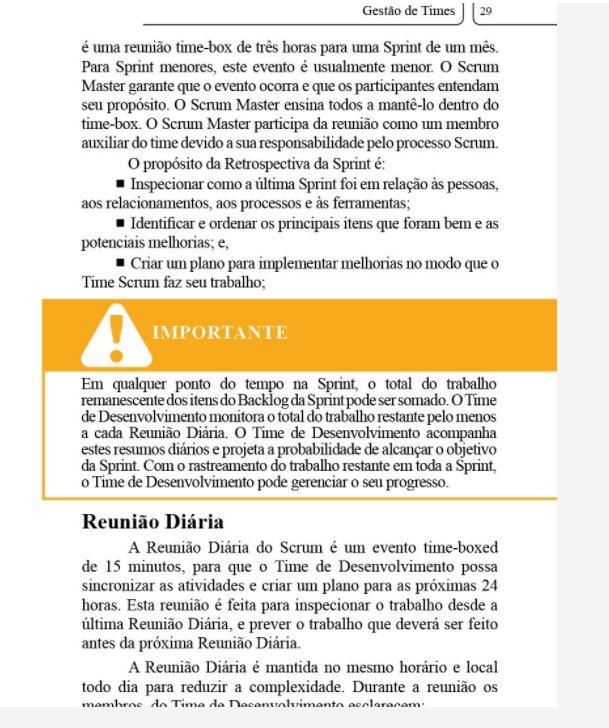 Gestão de Times 29
é uma reunião time-box de três horas para uma Sprint de um mês.
Para Sprint menores, este evento é usualmente menor. O Scrum
Master garante que o evento ocorra e que os participantes entendam
seu propósito. O Scrum Master ensina todos a mantê-lo dentro do
time-box. O Scrum Master participa da reunião como um membro
auxiliar do time devido a sua responsabilidade pelo processo Scrum.
O propósito da Retrospectiva da Sprint é:
■ Inspecionar como a última Sprint foi em relação às pessoas,
aos relacionamentos, aos processos e às ferramentas;
■ Identificar e ordenar os principais itens que foram bem e as
potenciais melhorias; e,
■ Criar um plano para implementar melhorias no modo que o
Time Scrum faz seu trabalho;
IMPORTANTE
Em qualquer ponto do tempo na Sprint, o total do trabalho
remanescente dos itens do Backlog da Sprint pode ser somado. O Time
de Desenvolvimento monitora o total do trabalho restante pelo menos
a cada Reunião Diária. O Time de Desenvolvimento acompanha
estes resumos diários e projeta a probabilidade de alcançar o objetivo
da Sprint. Com o rastreamento do trabalho restante em toda a Sprint,
o Time de Desenvolvimento pode gerenciar o seu progresso.
Reunião Diária
A Reunião Diária do Scrum é um evento time-boxed
de 15 minutos, para que o Time de Desenvolvimento possa
sincronizar as atividades e criar um plano para as próximas 24
horas. Esta reunião é feita para inspecionar o trabalho desde a
última Reunião Diária, e prever o trabalho que deverá ser feito
antes da próxima Reunião Diária.
A Reunião Diária é mantida no mesmo horário e local
todo dia para reduzir a complexidade. Durante a reunião os
membros do Time de Desenvolvimento esclarecem: